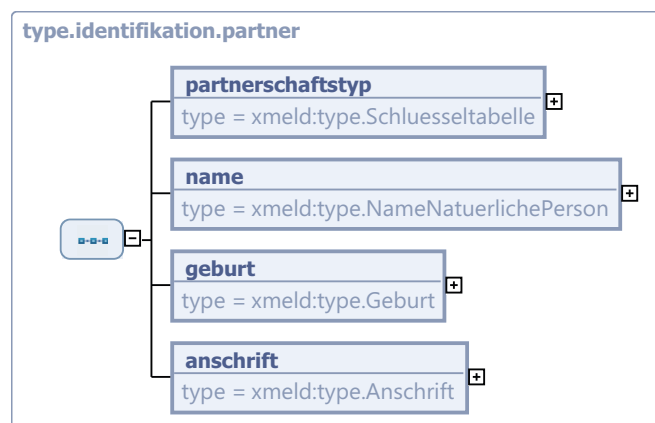 type.identifikation.partner
partnerschaftstyp
type = xmeld:type.Schluesseltabelle
name
type = xmeld:type.NameNatuerlichePerson
geburt
type = xmeld:type.Geburt
anschrift
type = xmeld:type.Anschrift